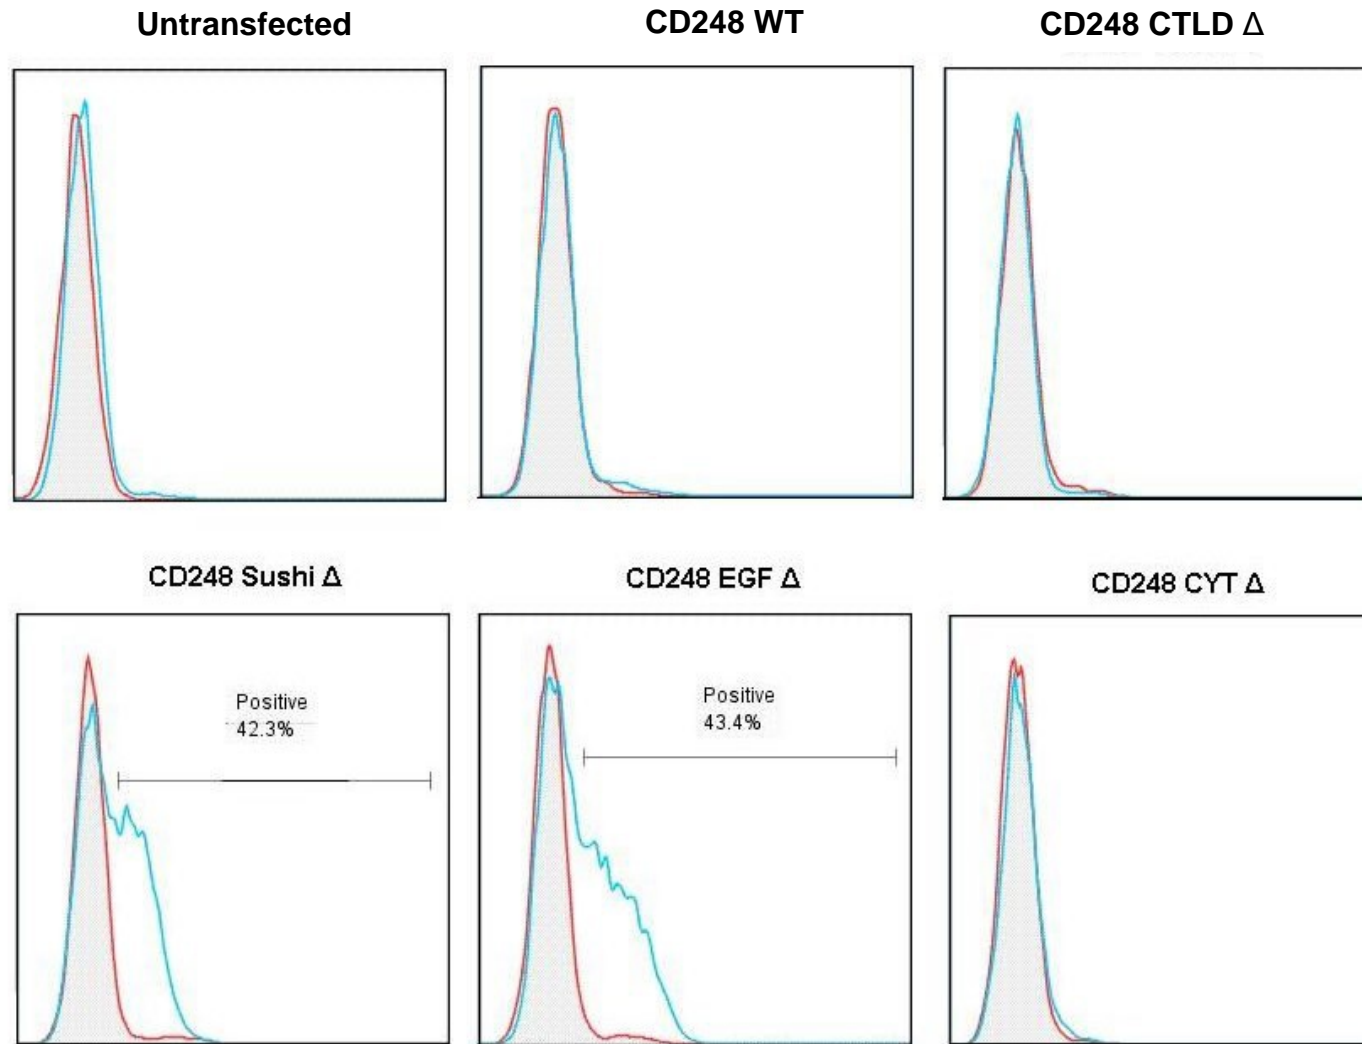 Untransfected
CD248 WT
CD248 CTLD Δ
CD248 Sushi Δ
CD248 EGF Δ
CD248 CYT Δ
Positive
42.3%
Positive
43.4%